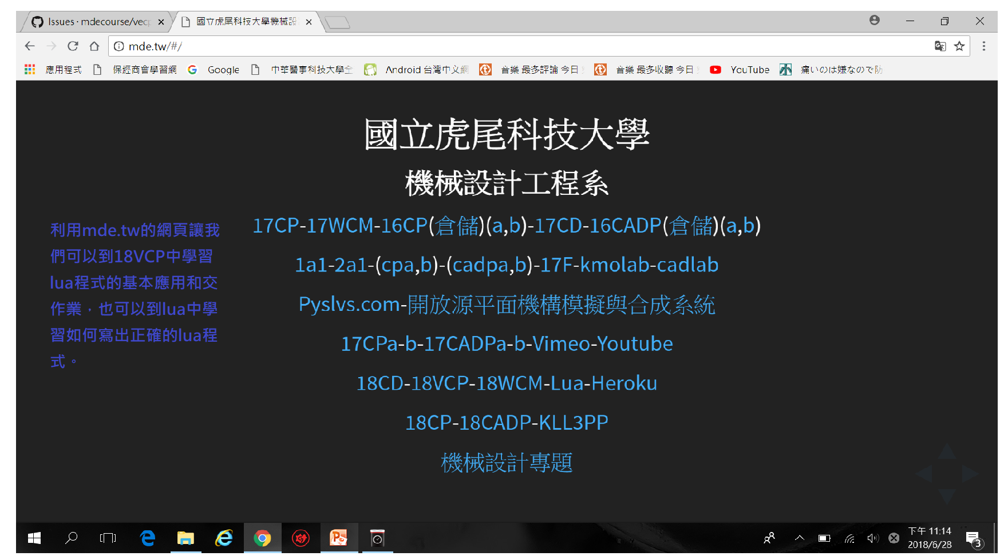 Issues · mdecourse/vecp
國立虎尾科技大學機械設
mde.tw/#/
應用程式 保經商會學習網 Google 中華醫事科技大學全 Android 台灣中文網 音樂 最多評論 今日 音樂 最多收聽 今日 YouTube 痛いのは嫌なので防
國立虎尾科技大學
機械設計工程系
17CP-17WCM-16CP(倉儲)(a,b)-17CD-16CADP(倉儲)(a,b)
1a1-2a1-(cpa,b)-(cadpa,b)-17F-kmolab-cadlab
Pyslvs.com-開放源平面機構模擬與合成系統
17CPa-b-17CADPa-b-Vimeo-Youtube
18CD-18VCP-18WCM-Lua-Heroku
18CP-18CADP-KLL3PP
機械設計專題
利用mde.tw的網頁讓我
們可以到18VCP中學習
lua程式的基本應用和交
作業，也可以到lua中學
習如何寫出正確的lua程
式。
下午 11:14
2018/6/28
3